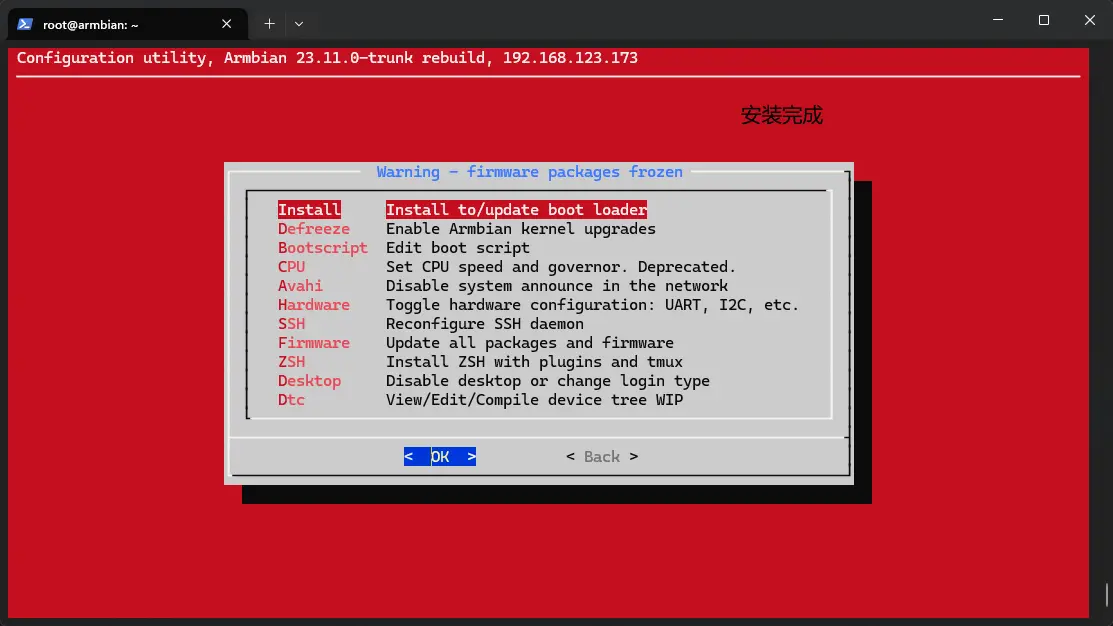 root@armbian: ~
Configuration utility, Armbian 23.11.0-trunk rebuild, 192.168.123.173
安装完成
Warning - firmware packages frozen
Install Install to/update boot loader
Defreeze Enable Armbian kernel upgrades
Bootscript Edit boot script
CPU Set CPU speed and governor. Deprecated.
Avahi Disable system announce in the network
Hardware Toggle hardware configuration: UART, I2C, etc.
SSH Reconfigure SSH daemon
Firmware Update all packages and firmware
ZSH Install ZSH with plugins and tmux
Desktop Disable desktop or change login type
Dtc View/Edit/Compile device tree WIP
< OK > < Back >